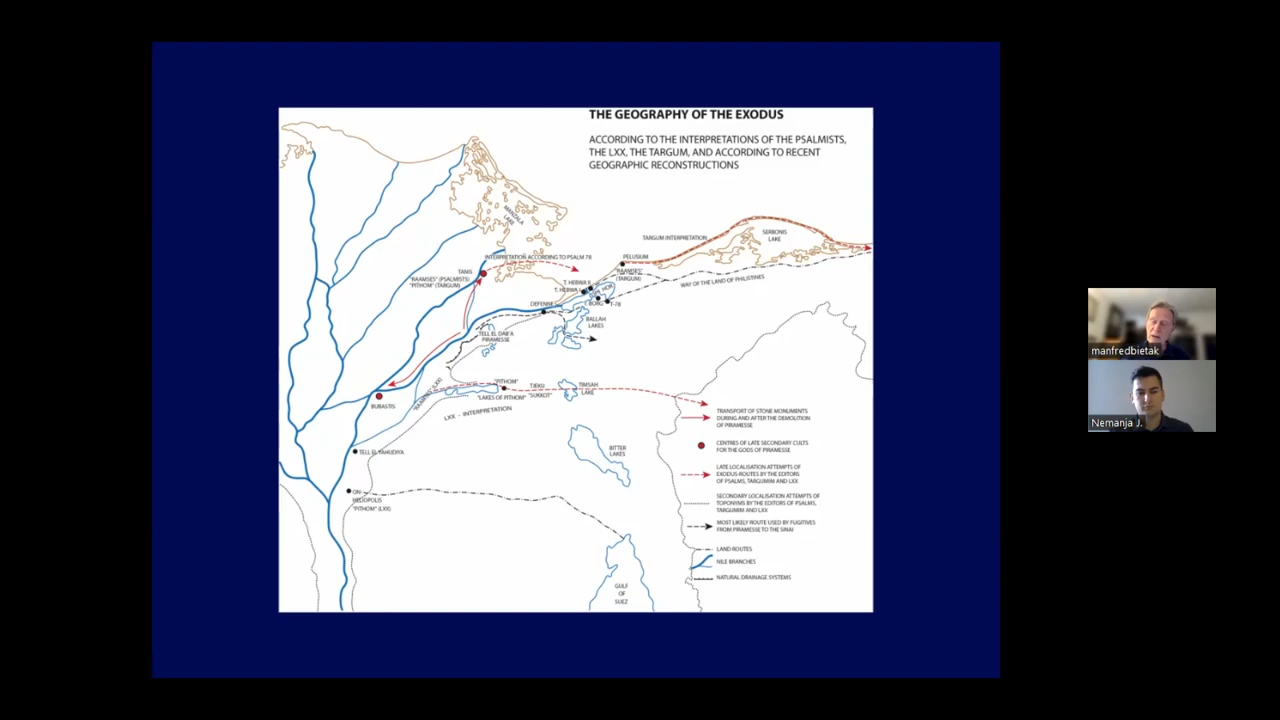 THE GEOGRAPHY OF THE EXODUS
ACCORDING TO THE INTERPRETATIONS OF THE PSALMISTS,
THE LXX, THE TARGUM, AND ACCORDING TO RECENT
GEOGRAPHIC RECONSTRUCTIONS
MANZALA
LAKE
TARGUM INTERPRETATION
SERBONIS
LAKE
INTERPRETATION ACCORDING TO PSALM 78
PELUSIUM
"RAAMSES"
(TARGUM)
TANIS
"RAAMSES" (PSALMISTS)
"PITHOM" (TARGUM)
WAY OF THE LAND OF PHILISTINES
T. HEBWA II
T. HEBWA I
BORG
T-78
DEFENNEH
BALLAH
LAKES
TELL EL DAB'A
PIRAMESSE
"RAAMSES" (LXX)
"PITHOM"
"LAKES OF PITHOM"
TJEKU
"SUKKOT"
TIMSAH
LAKE
BUBASTIS
LXX - INTERPRETATION
BITTER
LAKES
TELL EL YAHUDIYA
ON-
HELIOPOLIS
"PITHOM" (LXX)
GULF
OF
SUEZ
TRANSPORT OF STONE MONUMENTS
DURING AND AFTER THE DEMOLITION
OF PIRAMESSE
CENTRES OF LATE SECONDARY CULTS
FOR THE GODS OF PIRAMESSE
LATE LOCALISATION ATTEMPTS OF
EXODUS-ROUTES BY THE EDITORS
OF PSALMS, TARGUMIM AND LXX
SECONDARY LOCALISATION ATTEMPTS OF
TOPONYMS BY THE EDITORS OF PSALMS,
TARGUMIM AND LXX
MOST LIKELY ROUTE USED BY FUGITIVES
FROM PIRAMESSE TO THE SINAI
LAND ROUTES
NILE BRANCHES
NATURAL DRAINAGE SYSTEMS
manfredbietak
Nemanja J.